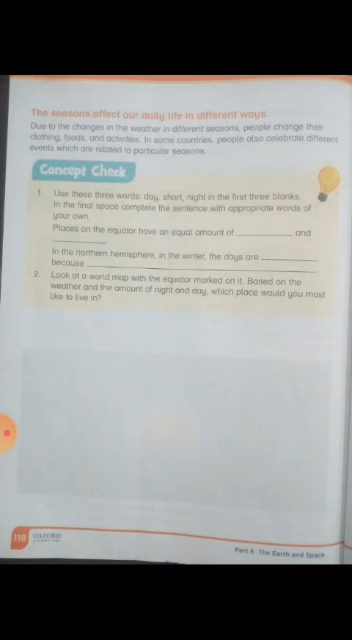 The seasons affect our daily life in different ways.
Due to the changes in the weather in different seasons, people change their
clothing, foods, and activities. In some countries, people also celebrate different
events which are related to particular seasons.
Concept Check
1. Use these three words: day, short, night in the first three blanks.
In the final space complete the sentence with appropriate words of
your own.
Places on the equator have an equal amount of ____________ and
____________
In the northern hemisphere, in the winter, the days are ____________
because ____________
2. Look at a world map with the equator marked on it. Based on the
weather and the amount of night and day, which place would you most
like to live in?
118 OXFORD
Part 5 The Earth and Space